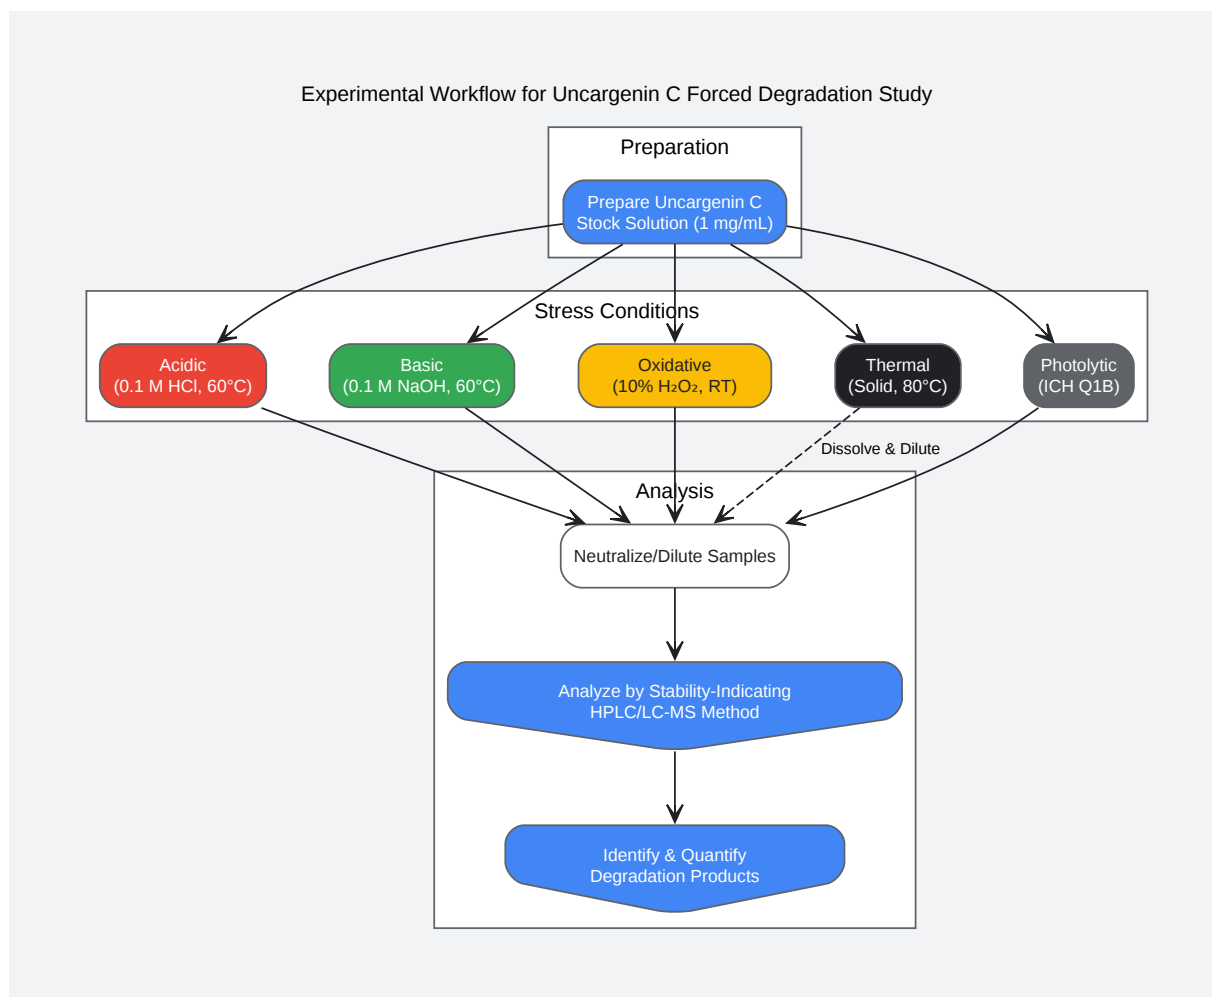 Experimental Workflow for Uncargenin C Forced Degradation Study
Preparation
Prepare Uncargenin C
Stock Solution (1 mg/mL)
Stress Conditions
Acidic
(0.1 M HCl, 60°C)
Basic
(0.1 M NaOH, 60°C)
Oxidative
(10% H₂O₂, RT)
Thermal
(Solid, 80°C)
Photolytic
(ICH Q1B)
Dissolve & Dilute
Analysis
Neutralize/Dilute Samples
Analyze by Stability-Indicating
HPLC/LC-MS Method
Identify & Quantify
Degradation Products